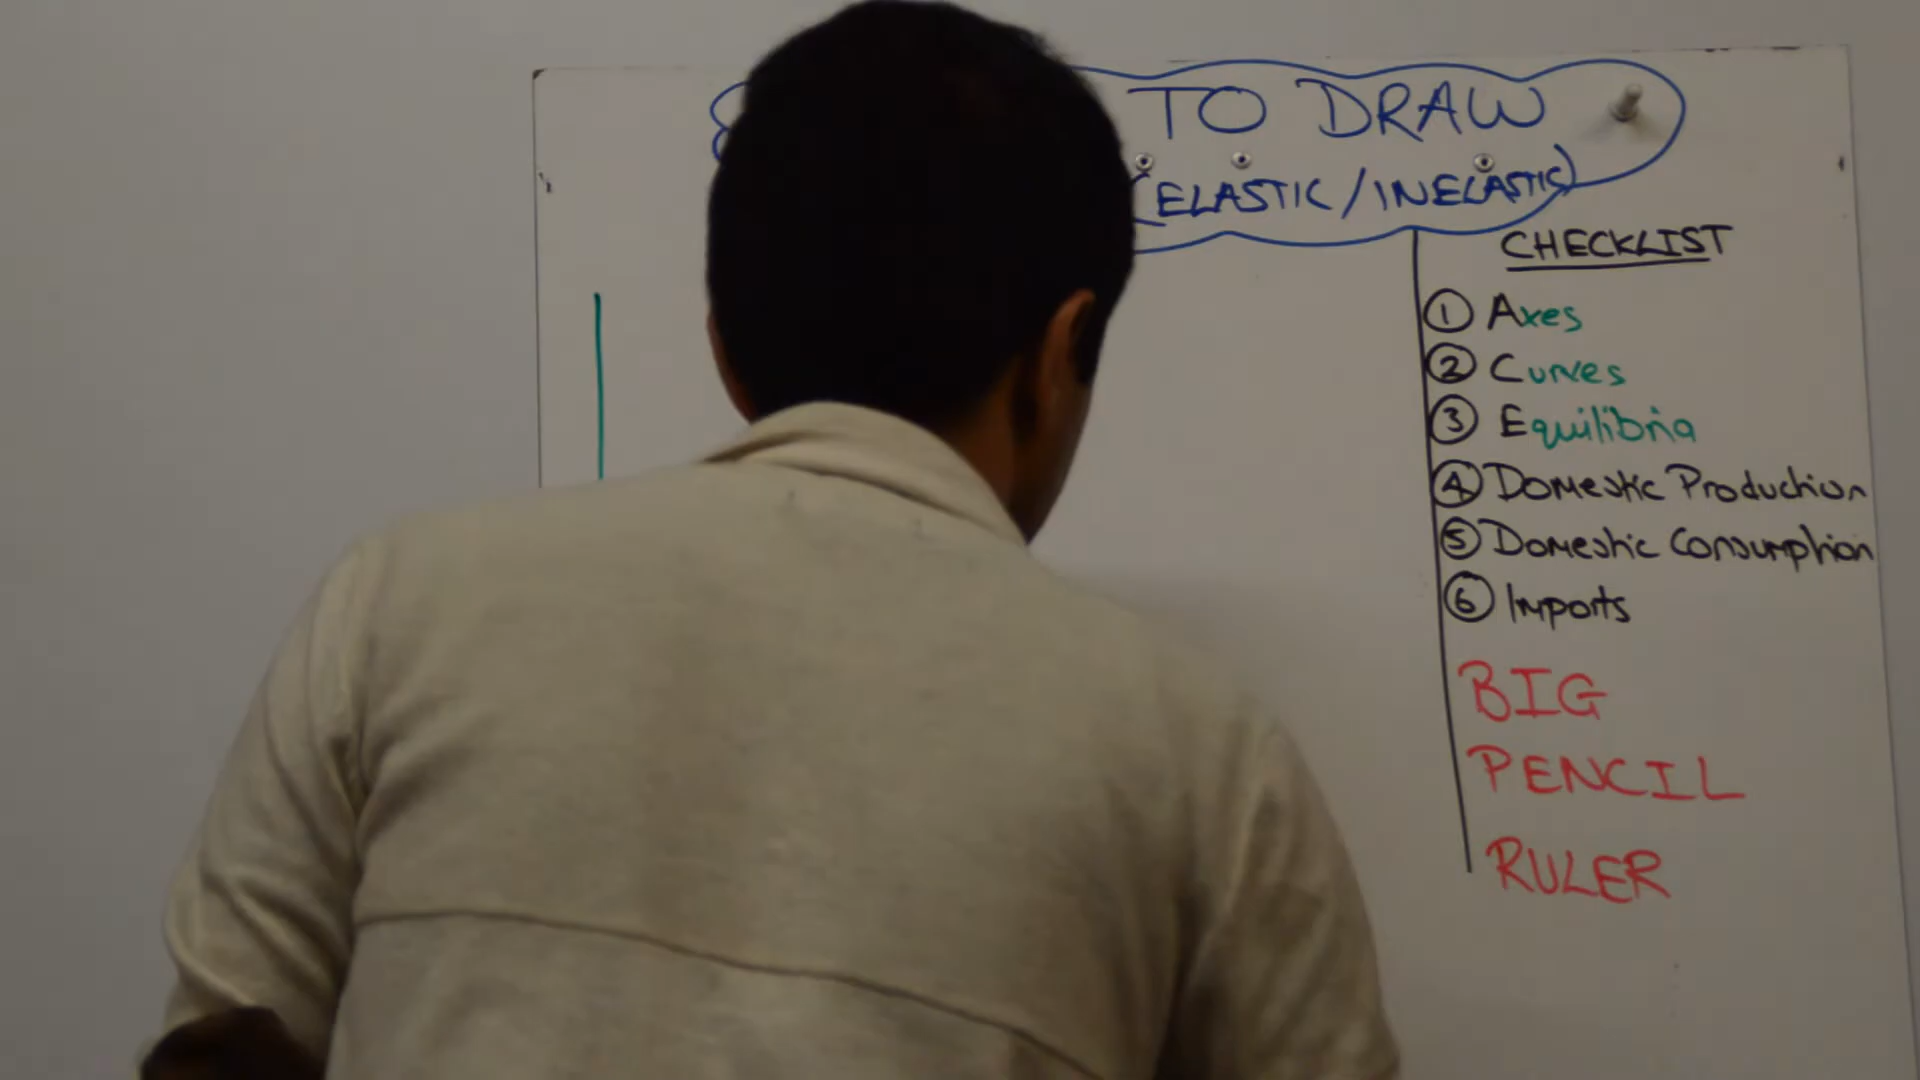 TO DRAW
(ELASTIC/INELASTIC)
CHECKLIST
1 Axes
2 Curves
3 Equilibria
4 Domestic Production
5 Domestic Consumption
6 Imports
BIG
PENCIL
RULER